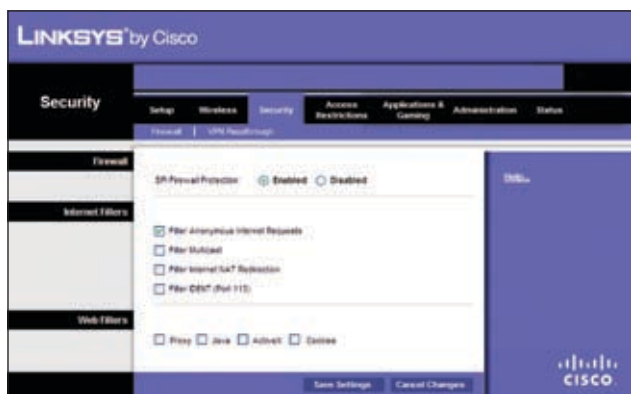 LINKSYS® by Cisco
Security
Setup Wireless Security Access Restrictions Applications & Gaming Administration Status
Firewall | VPN Passthrough
Firewall
SPI Firewall Protection: Enabled Disabled
Help...
Internet Filters
Filter Anonymous Internet Requests
Filter Multicast
Filter Internet NAT Redirection
Filter IDENT (Port 113)
Web Filters
Proxy Java ActiveX Cookies
Save Settings Cancel Changes
CISCO